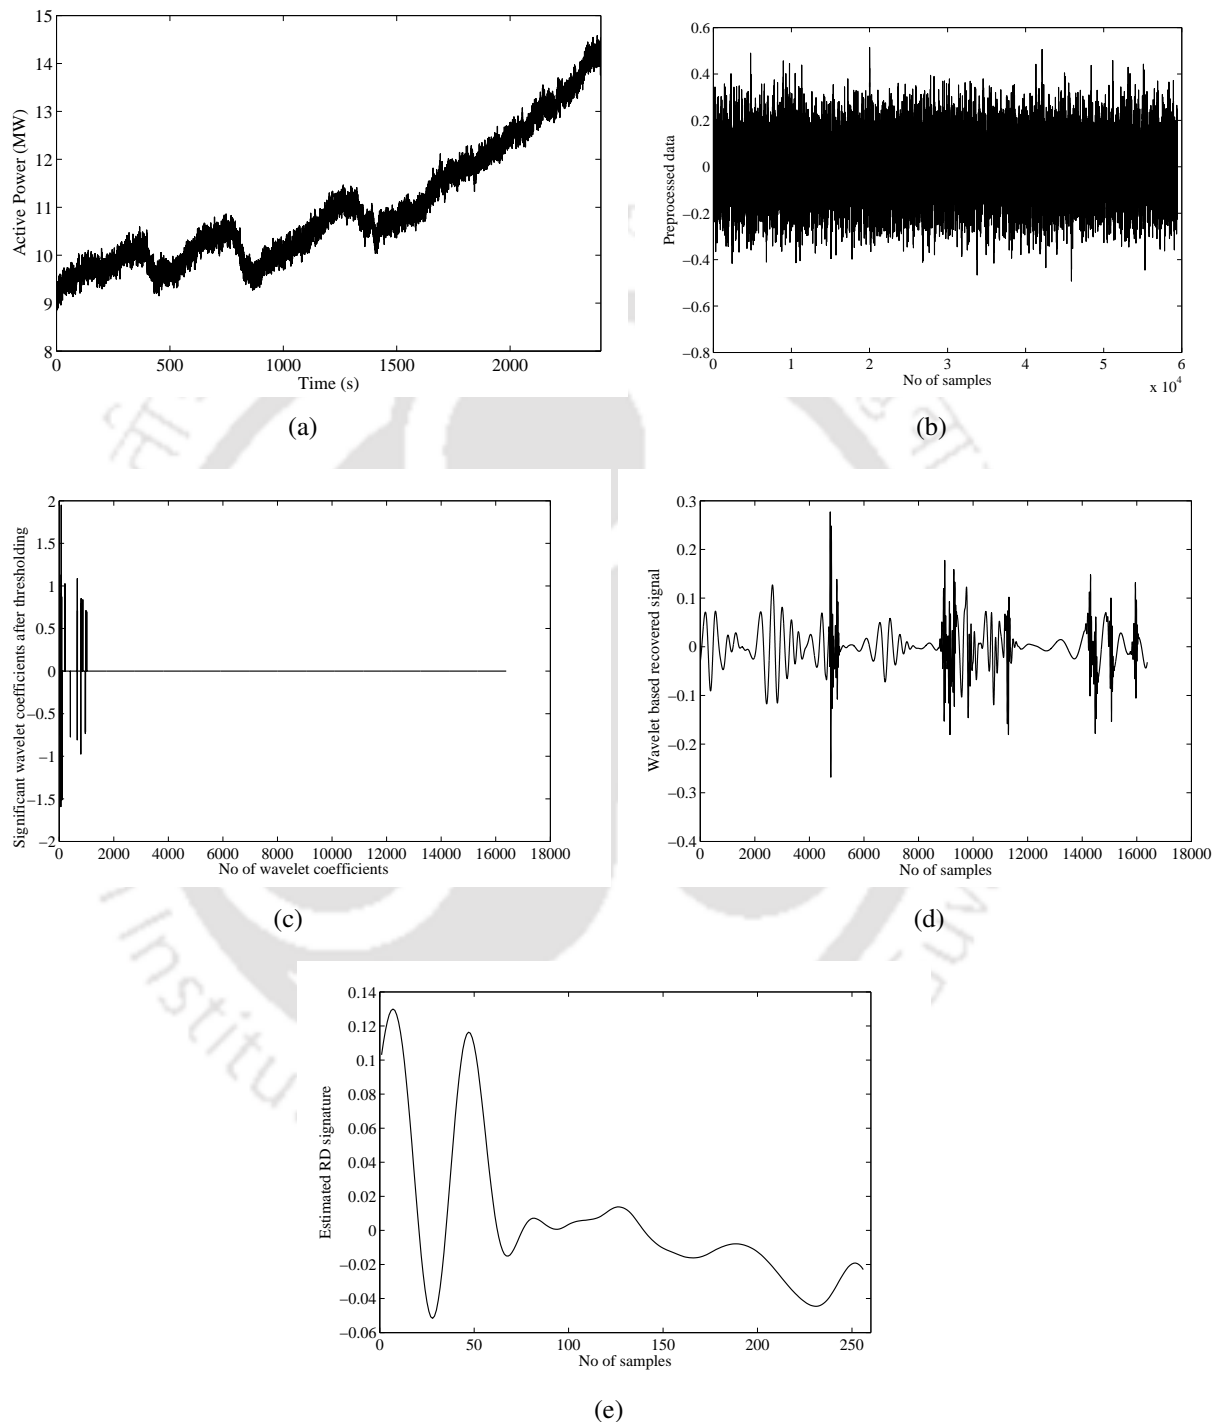 15
14
13
12
11
10
9
8
Active Power (MW)
0 500 1000 1500 2000
Time (s)
(a)
0.6
0.4
0.2
0
−0.2
−0.4
−0.6
−0.8
Preprocessed data
0 1 2 3 4 5 6
No of samples
x 10⁴
(b)
2
1.5
1
0.5
0
−0.5
−1
−1.5
−2
Significant wavelet coefficients after thresholding
0 2000 4000 6000 8000 10000 12000 14000 16000 18000
No of wavelet coefficients
(c)
0.3
0.2
0.1
0
−0.1
−0.2
−0.3
−0.4
Wavelet based recovered signal
0 2000 4000 6000 8000 10000 12000 14000 16000 18000
No of samples
(d)
0.14
0.12
0.1
0.08
0.06
0.04
0.02
0
−0.02
−0.04
−0.06
Estimated RD signature
0 50 100 150 200 250
No of samples
(e)
Institu